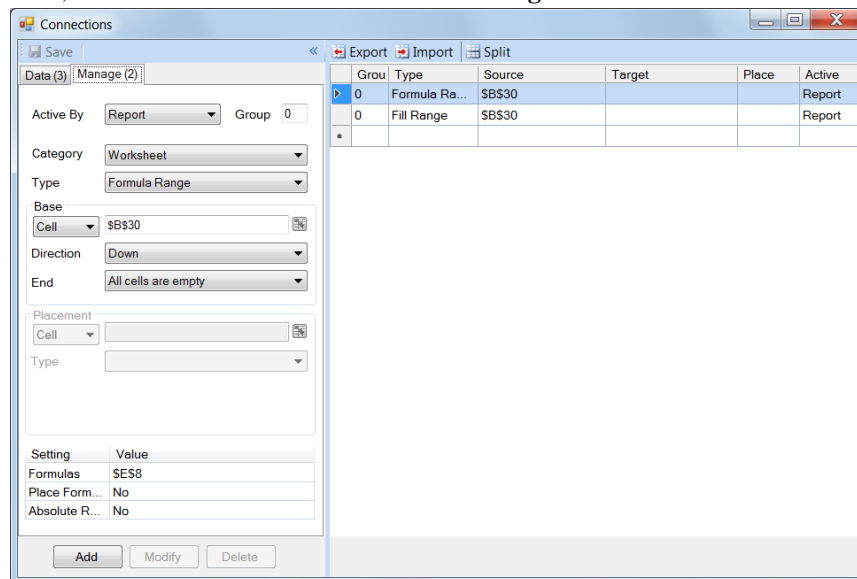 Connections
Save « Export Import Split
Data (3) Manage (2)
Grou Type Source Target Place Active
0 Formula Ra... $B$30 Report
0 Fill Range $B$30 Report
Active By Report Group 0
Category Worksheet
Type Formula Range
Base
Cell $B$30
Direction Down
End All cells are empty
Placement
Cell
Type
Setting Value
Formulas $E$8
Place Form... No
Absolute R... No
Add Modify Delete